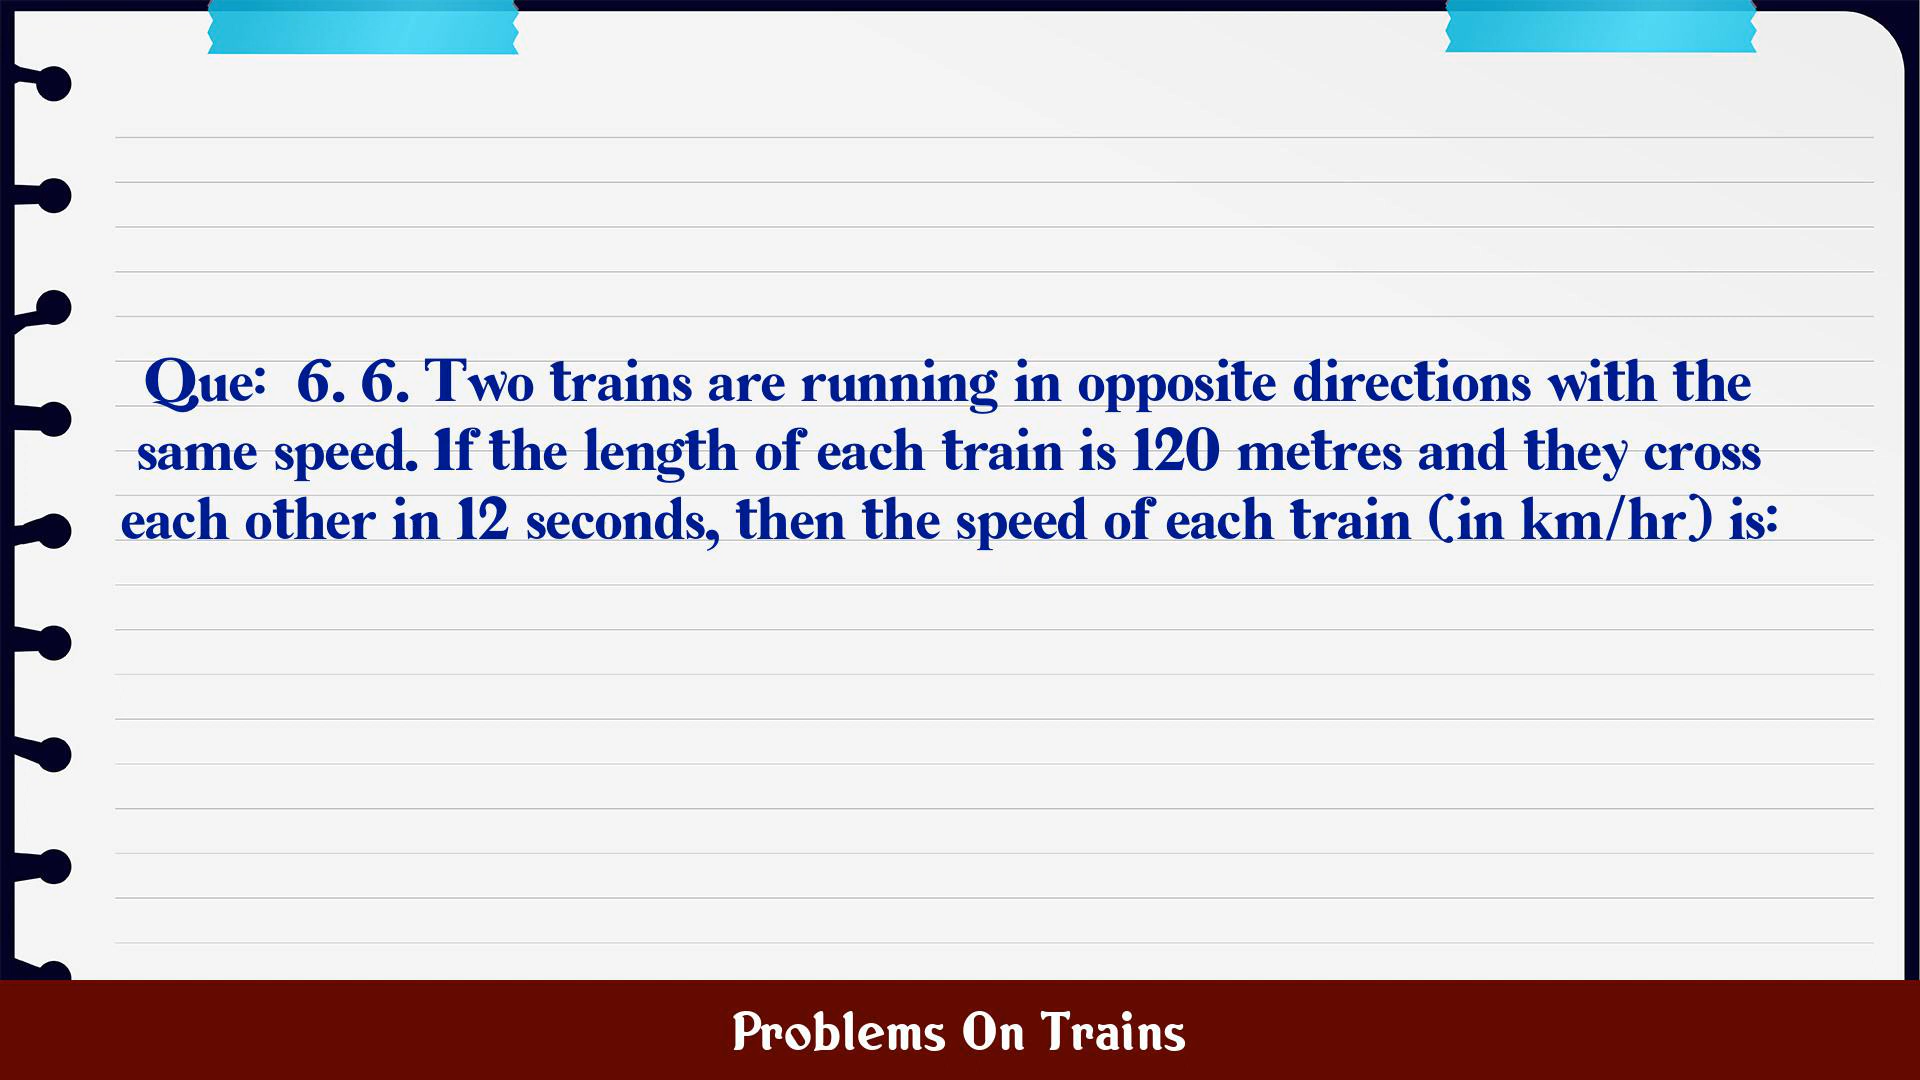 Que: 6. 6. Two trains are running in opposite directions with the
same speed. If the length of each train is 120 metres and they cross
each other in 12 seconds, then the speed of each train (in km/hr) is:
Problems On Trains